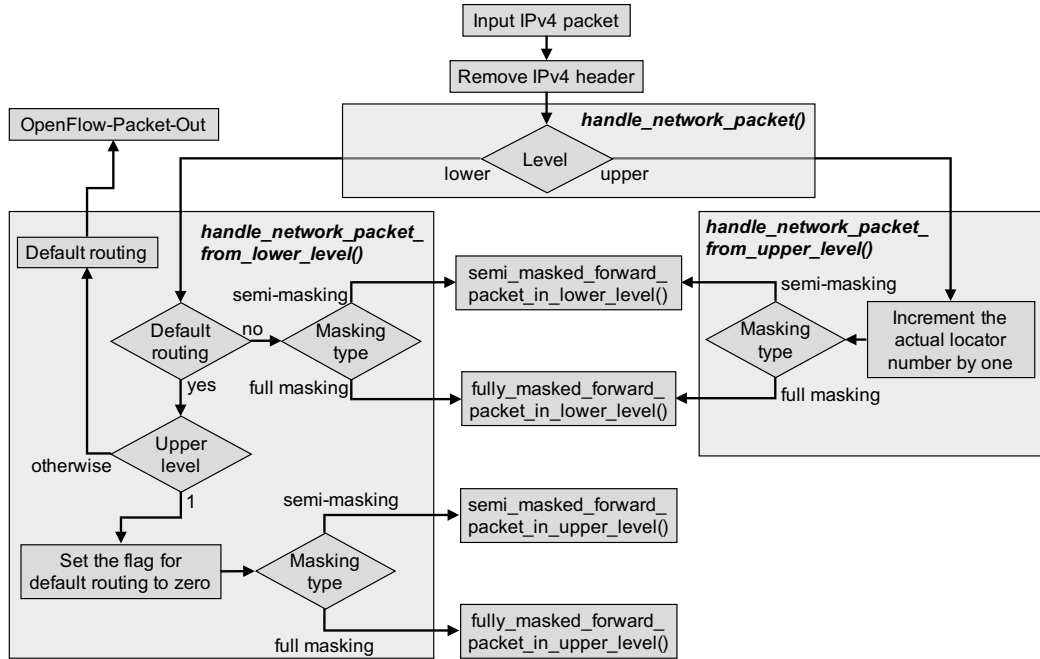 Input IPv4 packet
Remove IPv4 header
handle_network_packet()
Level
lower
upper
OpenFlow-Packet-Out
Default routing
handle_network_packet_
from_lower_level()
semi-masking
Default
routing
no
Masking
type
full masking
yes
Upper
level
otherwise
1
Set the flag for
default routing to zero
semi-masking
Masking
type
full masking
semi_masked_forward_
packet_in_lower_level()
fully_masked_forward_
packet_in_lower_level()
semi_masked_forward_
packet_in_upper_level()
fully_masked_forward_
packet_in_upper_level()
handle_network_packet_
from_upper_level()
semi-masking
Masking
type
full masking
Increment the
actual locator
number by one